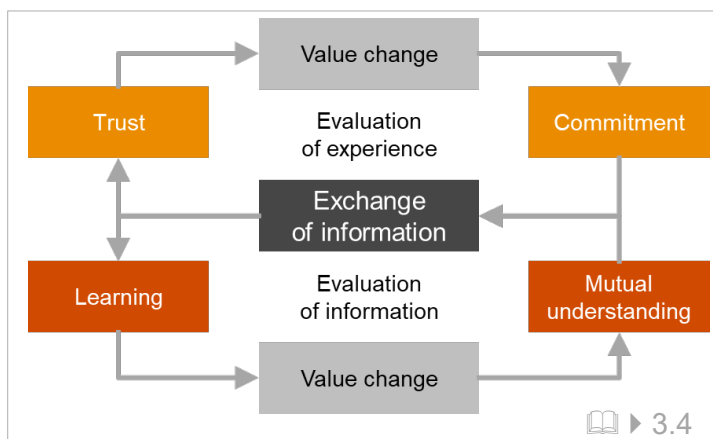 Value change
Trust
Evaluation
of experience
Commitment
Exchange
of information
Learning
Evaluation
of information
Mutual
understanding
Value change
3.4